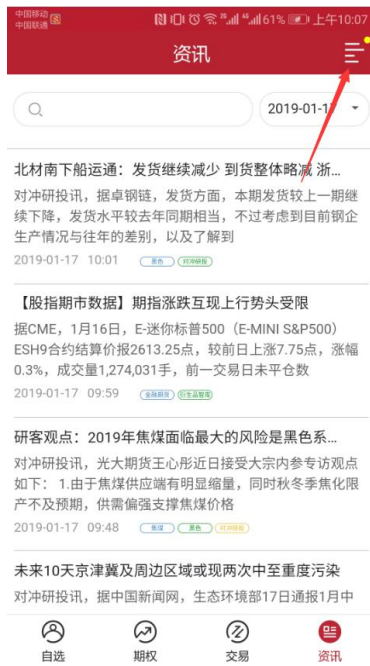 中国移动
中国联通
61% 上午10:07
资讯
2019-01-17
北材南下船运通：发货继续减少 到货整体略减 浙...
对冲研投讯，据卓钢链，发货方面，本期发货较上一期继
续下降，发货水平较去年同期相当，不过考虑到目前钢企
生产情况与往年的差别，以及了解到
2019-01-17 10:01 黑色 对冲研投
【股指期市数据】期指涨跌互现上行势头受限
据CME，1月16日，E-迷你标普500（E-MINI S&P500）
ESH9合约结算价报2613.25点，较前日上涨7.75点，涨幅
0.3%，成交量1,274,031手，前一交易日未平仓数
2019-01-17 09:59 金融期货 衍生品智库
研客观点：2019年焦煤面临最大的风险是黑色系...
对冲研投讯，光大期货王心彤近日接受大宗内参专访观点
如下： 1.由于焦煤供应端有明显缩量，同时秋冬季焦化限
产不及预期，供需偏强支撑焦煤价格
2019-01-17 09:48 焦煤 黑色 对冲研投
未来10天京津冀及周边区域或现两次中至重度污染
对冲研投讯，据中国新闻网，生态环境部17日通报1月中
自选 期权 交易 资讯